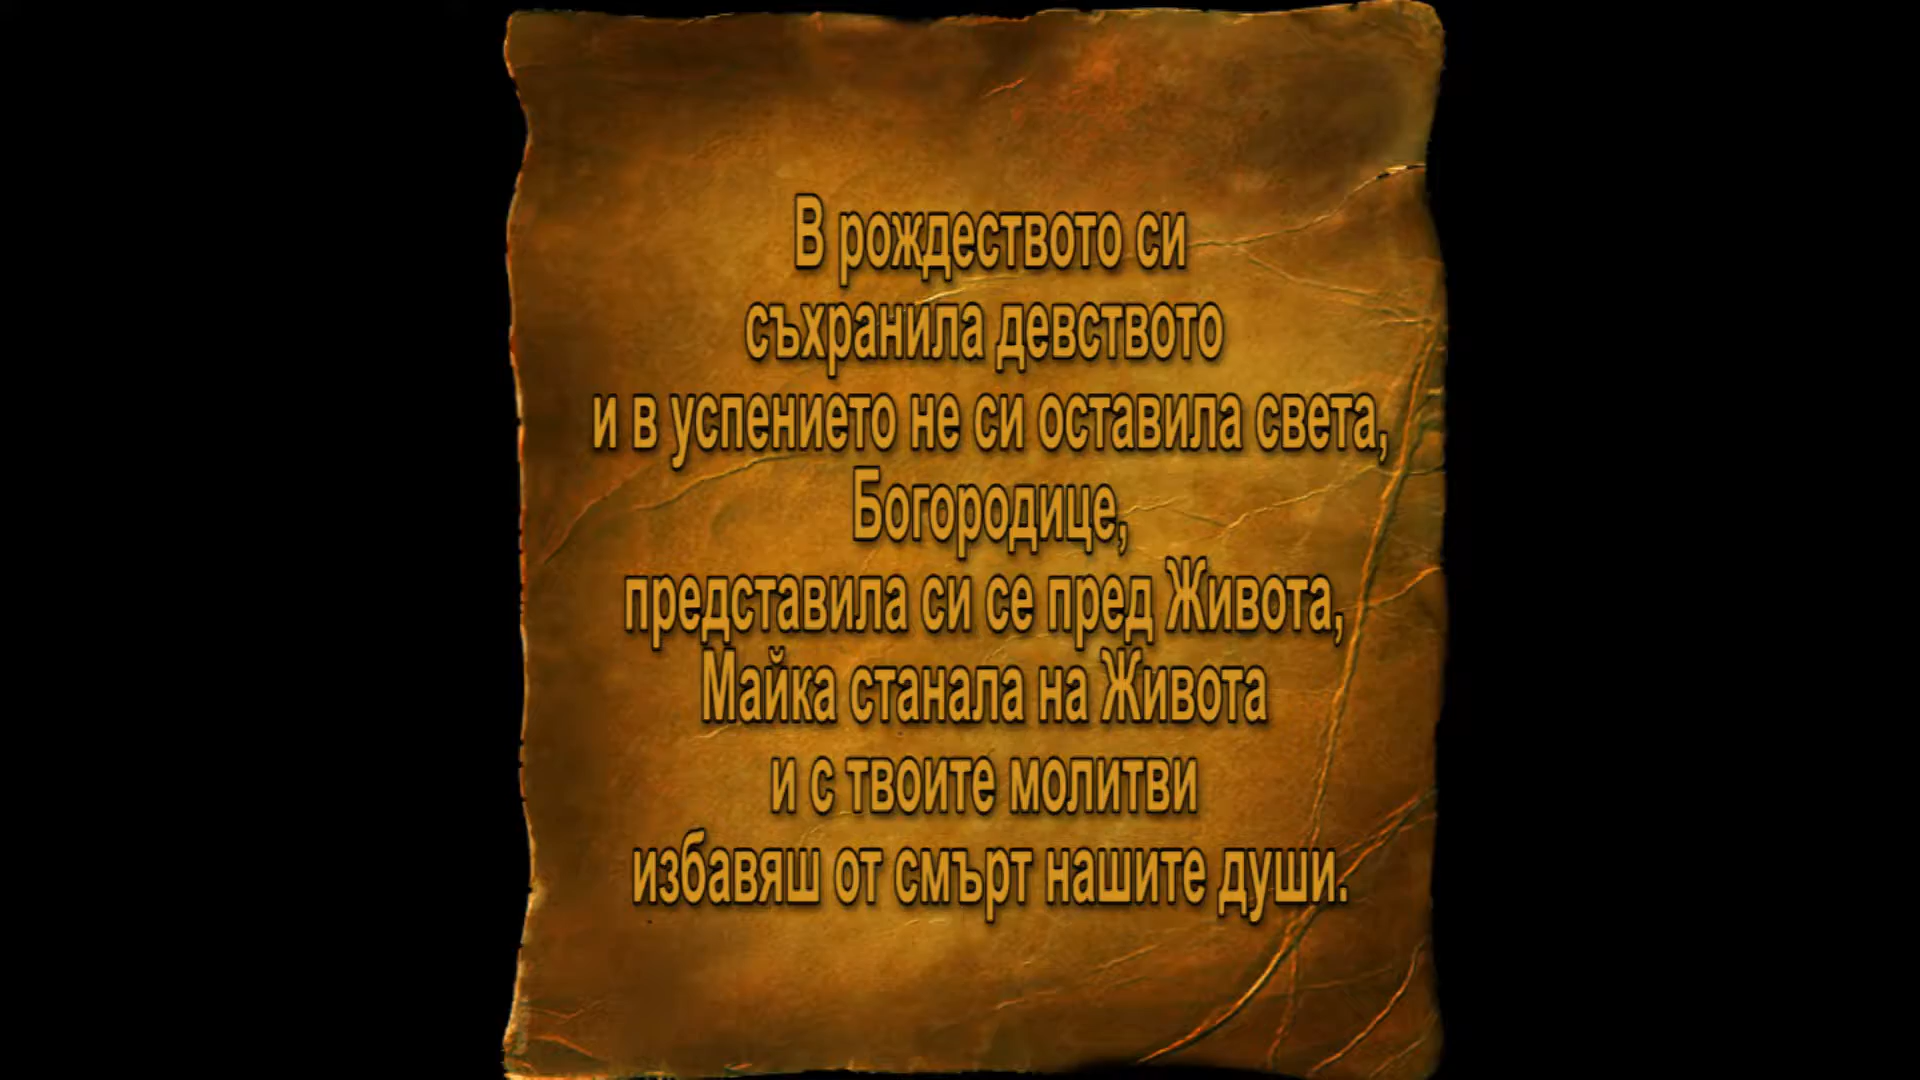 В рождеството си
съхранила девството
и в успението не си оставила света,
Богородице,
представила си се пред Живота,
Майка станала на Живота
и с твоите молитви
избавяш от смърт нашите души.